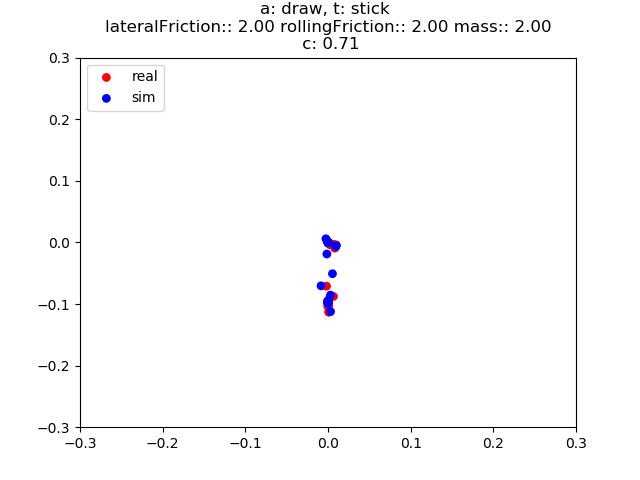 a: draw, t: stick
lateralFriction:: 2.00 rollingFriction:: 2.00 mass:: 2.00
c: 0.71
real
sim
0.3
0.2
0.1
0.0
−0.1
−0.2
−0.3
−0.3
−0.2
−0.1
0.0
0.1
0.2
0.3